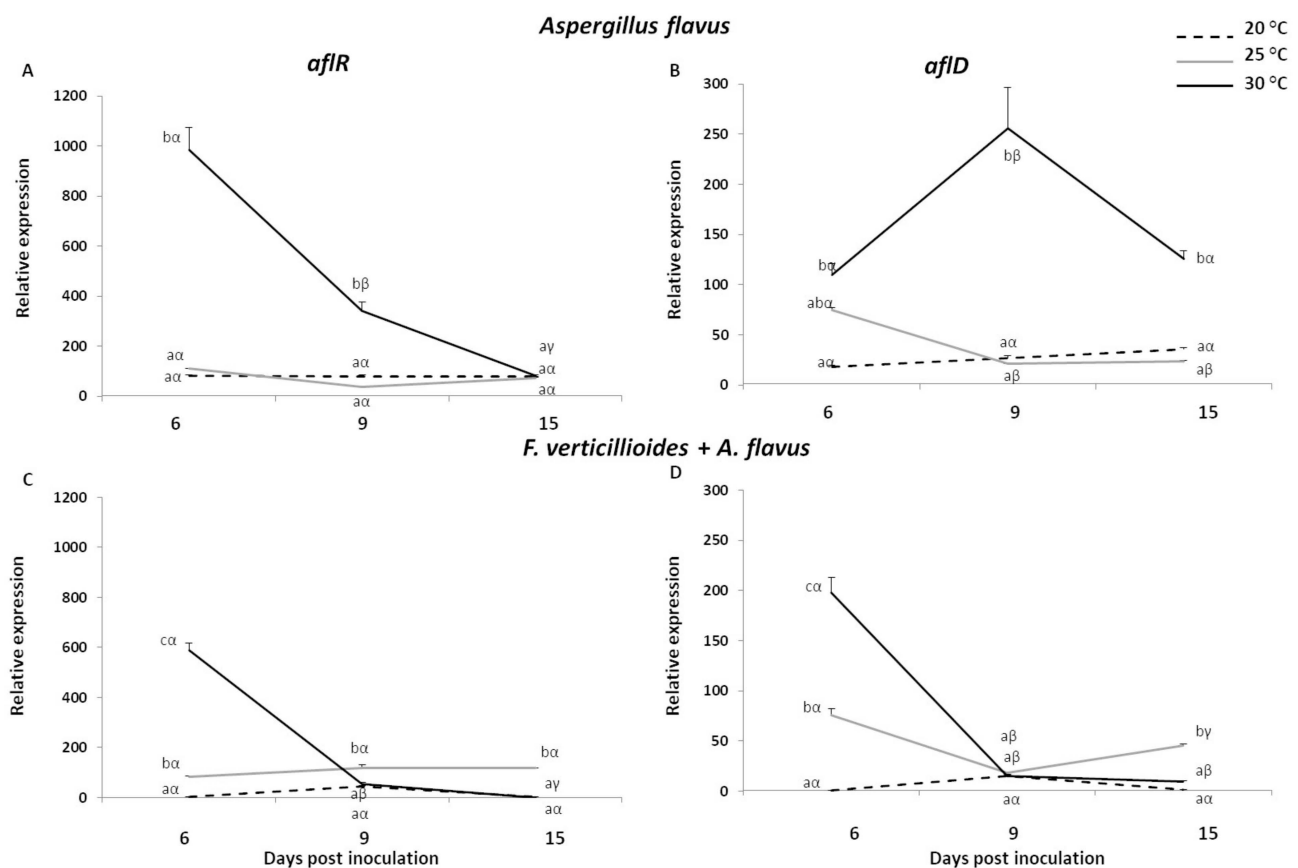 Aspergillus flavus
20 °C
25 °C
30 °C
A
aflR
B
aflD
Relative expression
1200
1000
800
600
400
200
0
bα
bβ
aα
aα
aα
aα
aγ
aα
aα
6
9
15
Relative expression
300
250
200
150
100
50
0
bα
bβ
bα
abα
aα
aα
aβ
aα
aβ
6
9
15
F. verticillioides + A. flavus
C
D
Relative expression
1200
1000
800
600
400
200
0
cα
bα
aα
bα
aβ
aα
bα
aγ
aα
6
9
15
Days post inoculation
Relative expression
300
250
200
150
100
50
0
cα
bα
aα
aβ
aβ
aα
bγ
aβ
aα
6
9
15
Days post inoculation